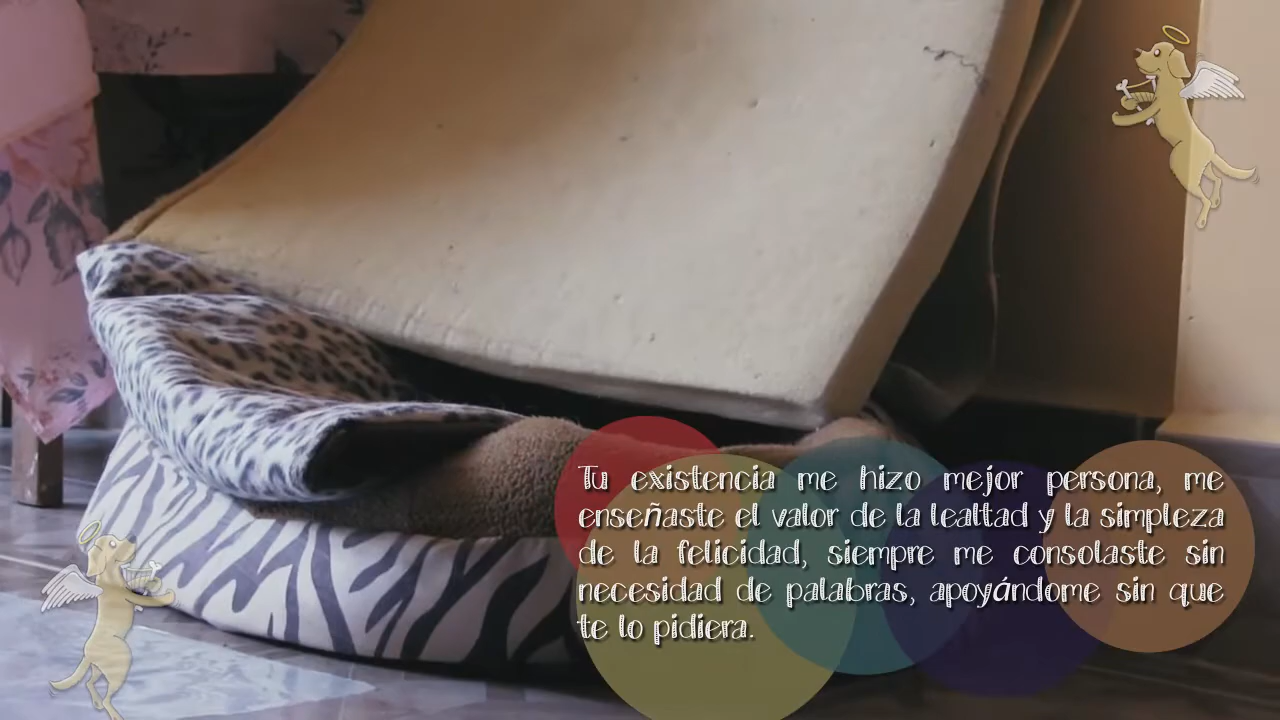 Tu existencia me hizo mejor persona, me
enseñaste el valor de la lealtad y la simpleza
de la felicidad, siempre me consolaste sin
necesidad de palabras, apoyándome sin que
te lo pidiera.